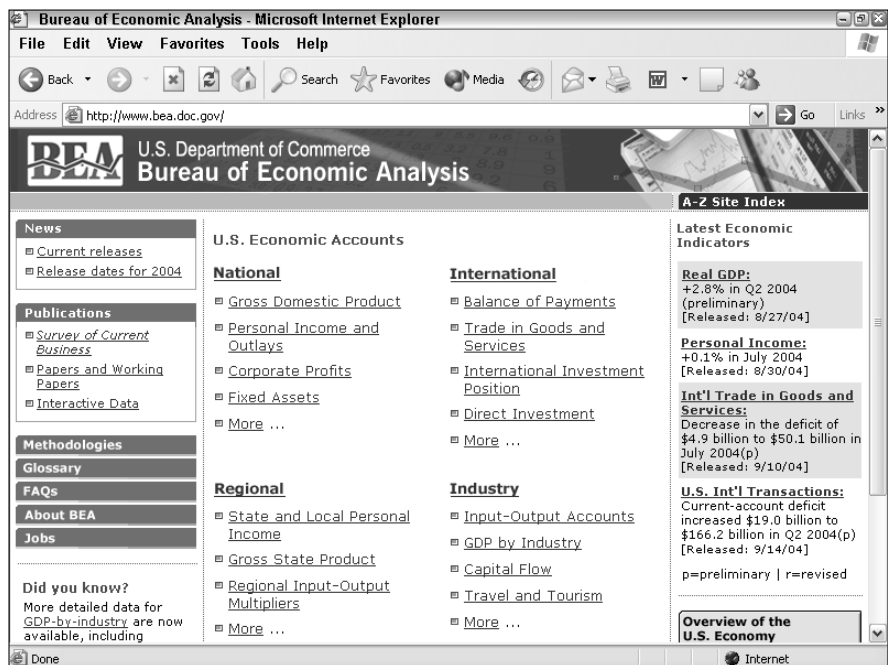 Bureau of Economic Analysis - Microsoft Internet Explorer
File Edit View Favorites Tools Help
Back Search Favorites Media
Address http://www.bea.doc.gov/ Go Links »
BEA U.S. Department of Commerce
Bureau of Economic Analysis
A-Z Site Index
News
Current releases
Release dates for 2004
Publications
Survey of Current
Business
Papers and Working
Papers
Interactive Data
Methodologies
Glossary
FAQs
About BEA
Jobs
Did you know?
More detailed data for
GDP-by-industry are now
available, including
U.S. Economic Accounts
National
Gross Domestic Product
Personal Income and
Outlays
Corporate Profits
Fixed Assets
More ...
International
Balance of Payments
Trade in Goods and
Services
International Investment
Position
Direct Investment
More ...
Regional
State and Local Personal
Income
Gross State Product
Regional Input-Output
Multipliers
More ...
Industry
Input-Output Accounts
GDP by Industry
Capital Flow
Travel and Tourism
More ...
Latest Economic
Indicators
Real GDP:
+2.8% in Q2 2004
(preliminary)
[Released: 8/27/04]
Personal Income:
+0.1% in July 2004
[Released: 8/30/04]
Int'l Trade in Goods and
Services:
Decrease in the deficit of
$4.9 billion to $50.1 billion in
July 2004(p)
[Released: 9/10/04]
U.S. Int'l Transactions:
Current-account deficit
increased $19.0 billion to
$166.2 billion in Q2 2004(p)
[Released: 9/14/04]
p=preliminary | r=revised
Overview of the
U.S. Economy
Done Internet